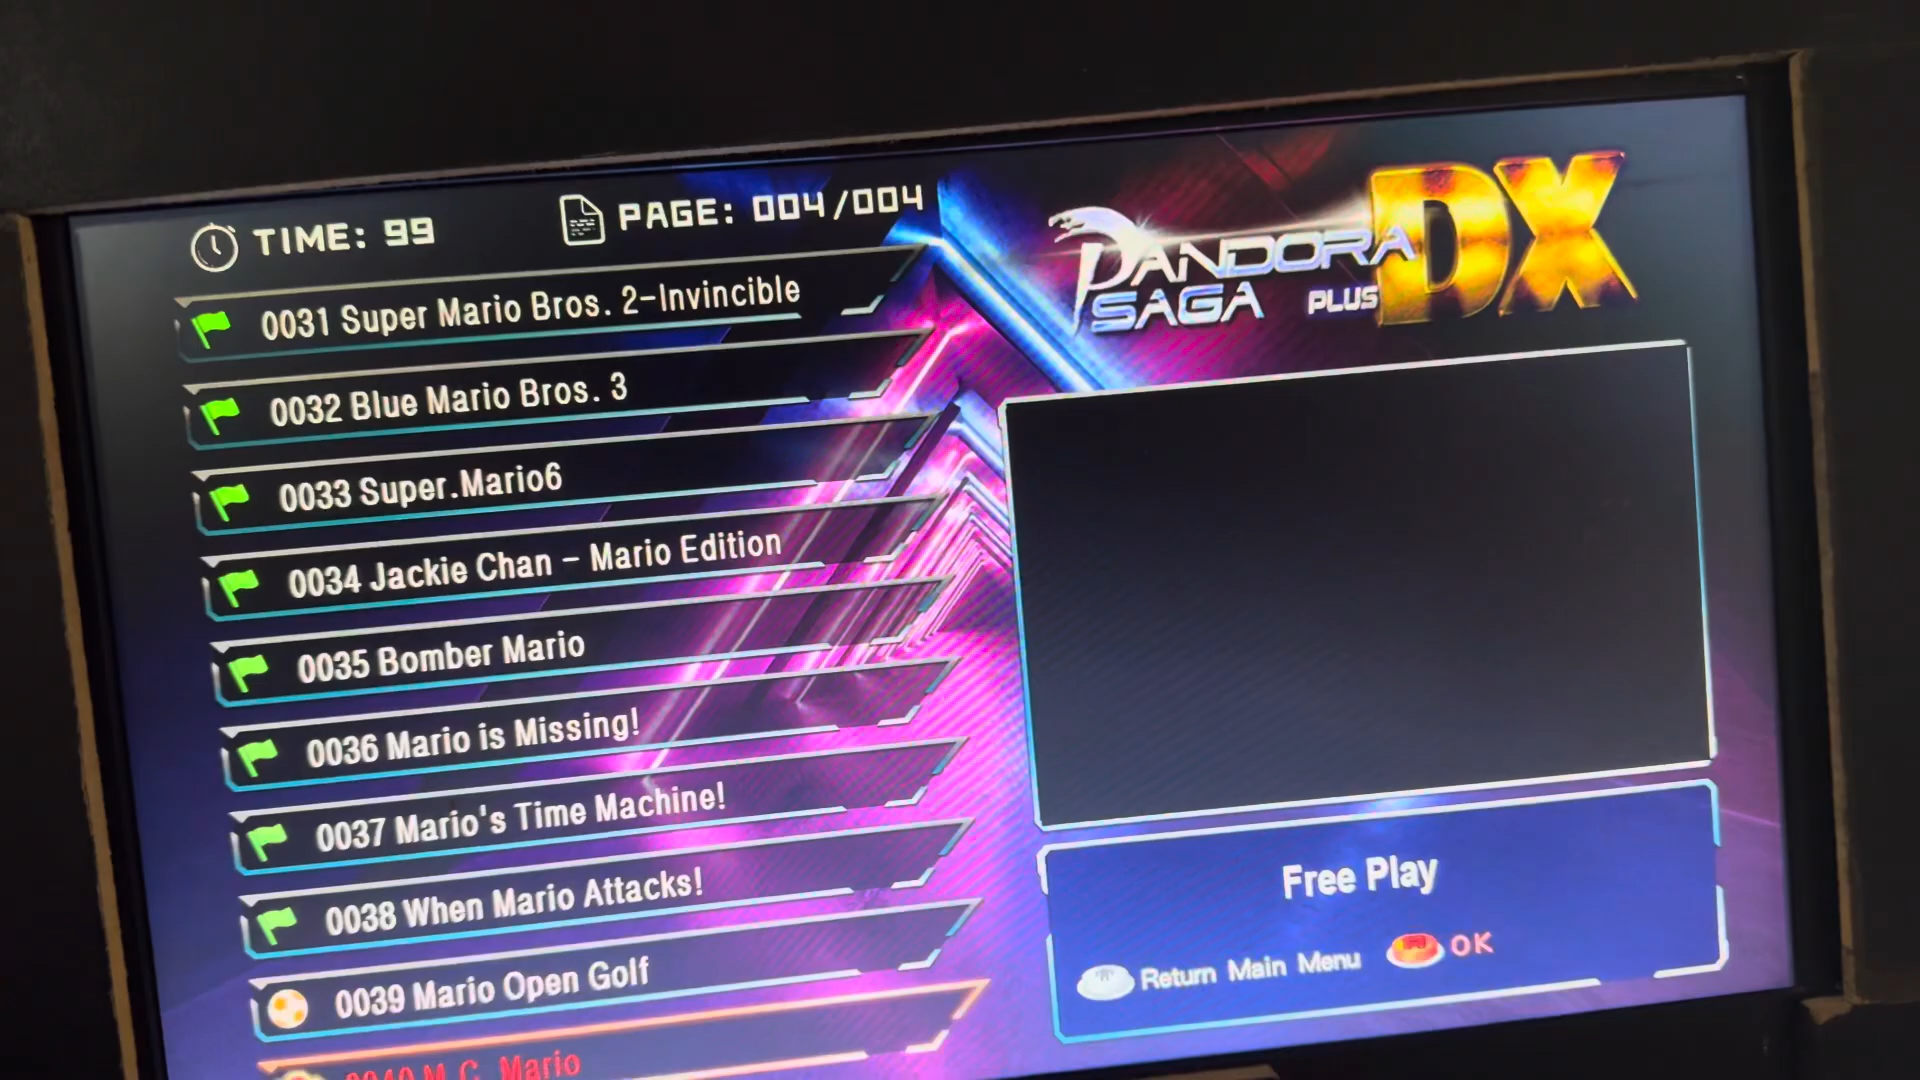 TIME: 99
PAGE: 004/004
0031 Super Mario Bros. 2-Invincible
0032 Blue Mario Bros. 3
0033 Super.Mario6
0034 Jackie Chan - Mario Edition
0035 Bomber Mario
0036 Mario is Missing!
0037 Mario's Time Machine!
0038 When Mario Attacks!
0039 Mario Open Golf
0040 M.C. Mario
PANDORA
SAGA PLUS DX
Free Play
Return Main Menu OK